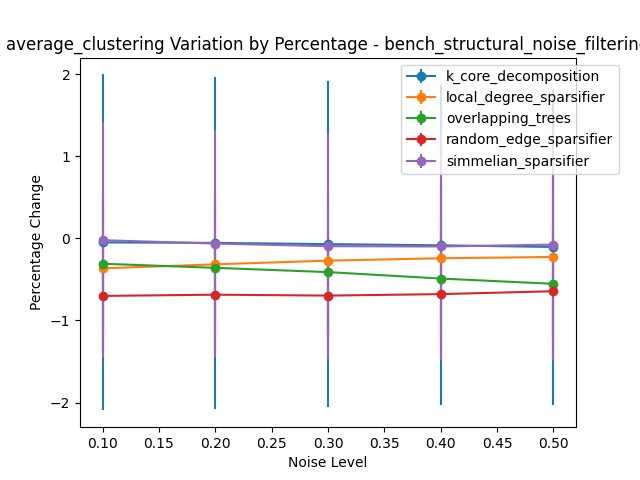 average_clustering Variation by Percentage - bench_structural_noise_filtering
k_core_decomposition
local_degree_sparsifier
overlapping_trees
random_edge_sparsifier
simmelian_sparsifier
Percentage Change
2
1
0
−1
−2
0.10 0.15 0.20 0.25 0.30 0.35 0.40 0.45 0.50
Noise Level